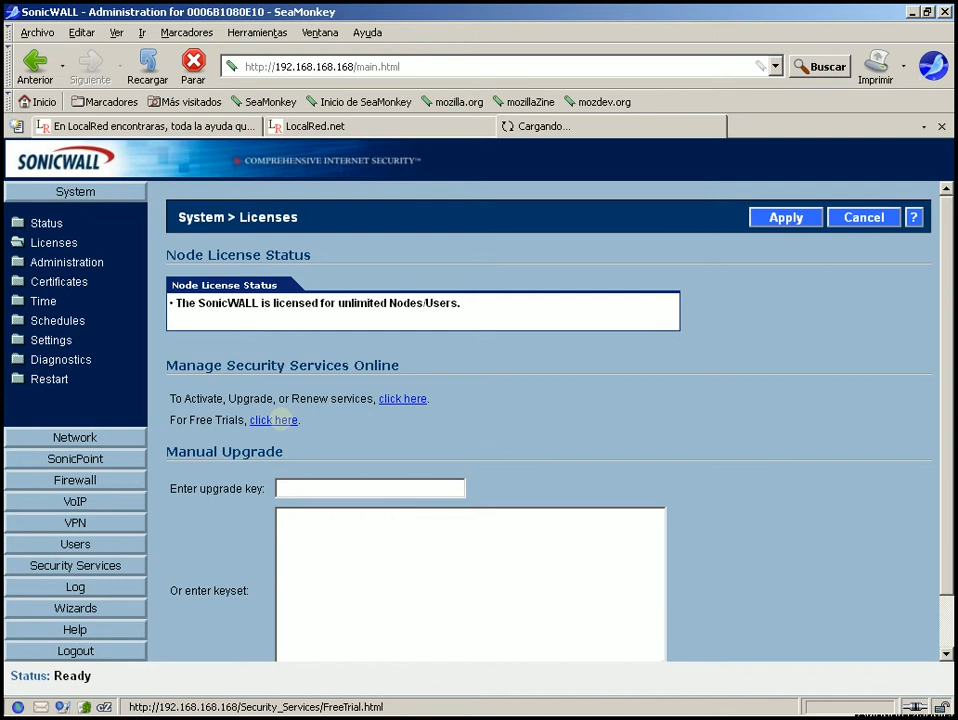 SonicWALL - Administration for 0006B1080E10 - SeaMonkey
Archivo Editar Ver Ir Marcadores Herramientas Ventana Ayuda
Anterior Siguiente Recargar Parar http://192.168.168.168/main.html Buscar Imprimir
Inicio Marcadores Más visitados SeaMonkey Inicio de SeaMonkey mozilla.org mozillaZine mozdev.org
En LocalRed encontraras, toda la ayuda qu... LocalRed.net Cargando...
SONICWALL COMPREHENSIVE INTERNET SECURITY™
System
Status
Licenses
Administration
Certificates
Time
Schedules
Settings
Diagnostics
Restart
Network
SonicPoint
Firewall
VoIP
VPN
Users
Security Services
Log
Wizards
Help
Logout
System > Licenses Apply Cancel ?
Node License Status
Node License Status
• The SonicWALL is licensed for unlimited Nodes/Users.
Manage Security Services Online
To Activate, Upgrade, or Renew services, click here.
For Free Trials, click here.
Manual Upgrade
Enter upgrade key:
Or enter keyset:
Status: Ready
http://192.168.168.168/Security_Services/FreeTrial.html